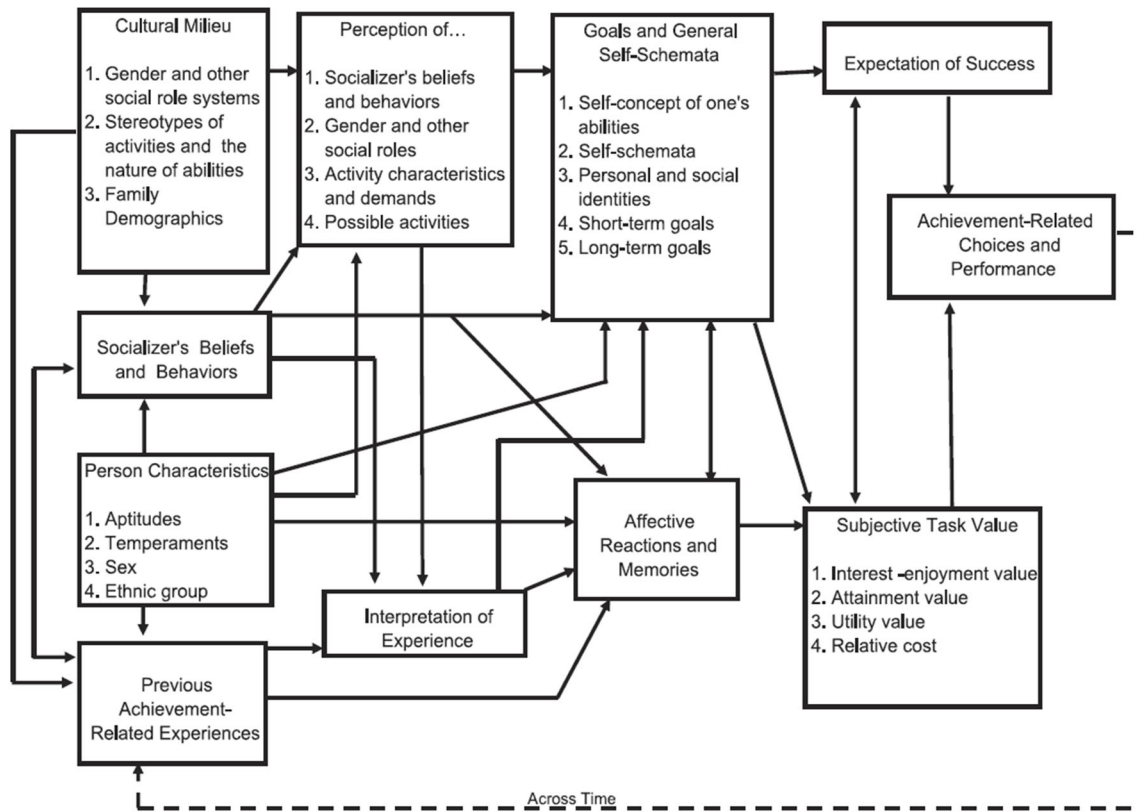 Cultural Milieu
1. Gender and other
social role systems
2. Stereotypes of
activities and the
nature of abilities
3. Family
Demographics
Perception of...
1. Socializer's beliefs
and behaviors
2. Gender and other
social roles
3. Activity characteristics
and demands
4. Possible activities
Goals and General
Self-Schemata
1. Self-concept of one's
abilities
2. Self-schemata
3. Personal and social
identities
4. Short-term goals
5. Long-term goals
Expectation of Success
Achievement-Related
Choices and
Performance
Socializer's Beliefs
and Behaviors
Person Characteristics
1. Aptitudes
2. Temperaments
3. Sex
4. Ethnic group
Previous
Achievement-
Related Experiences
Interpretation of
Experience
Affective
Reactions and
Memories
Subjective Task Value
1. Interest -enjoyment value
2. Attainment value
3. Utility value
4. Relative cost
Across Time